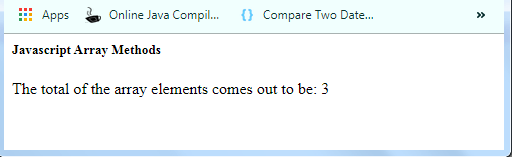 Apps Online Java Compil... {} Compare Two Date... »
Javascript Array Methods
The total of the array elements comes out to be: 3